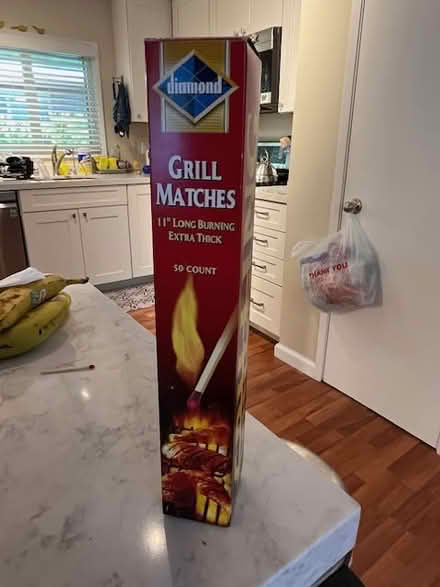 diamond
GRILL
MATCHES
11" LONG BURNING
EXTRA THICK
50 COUNT
THANK YOU